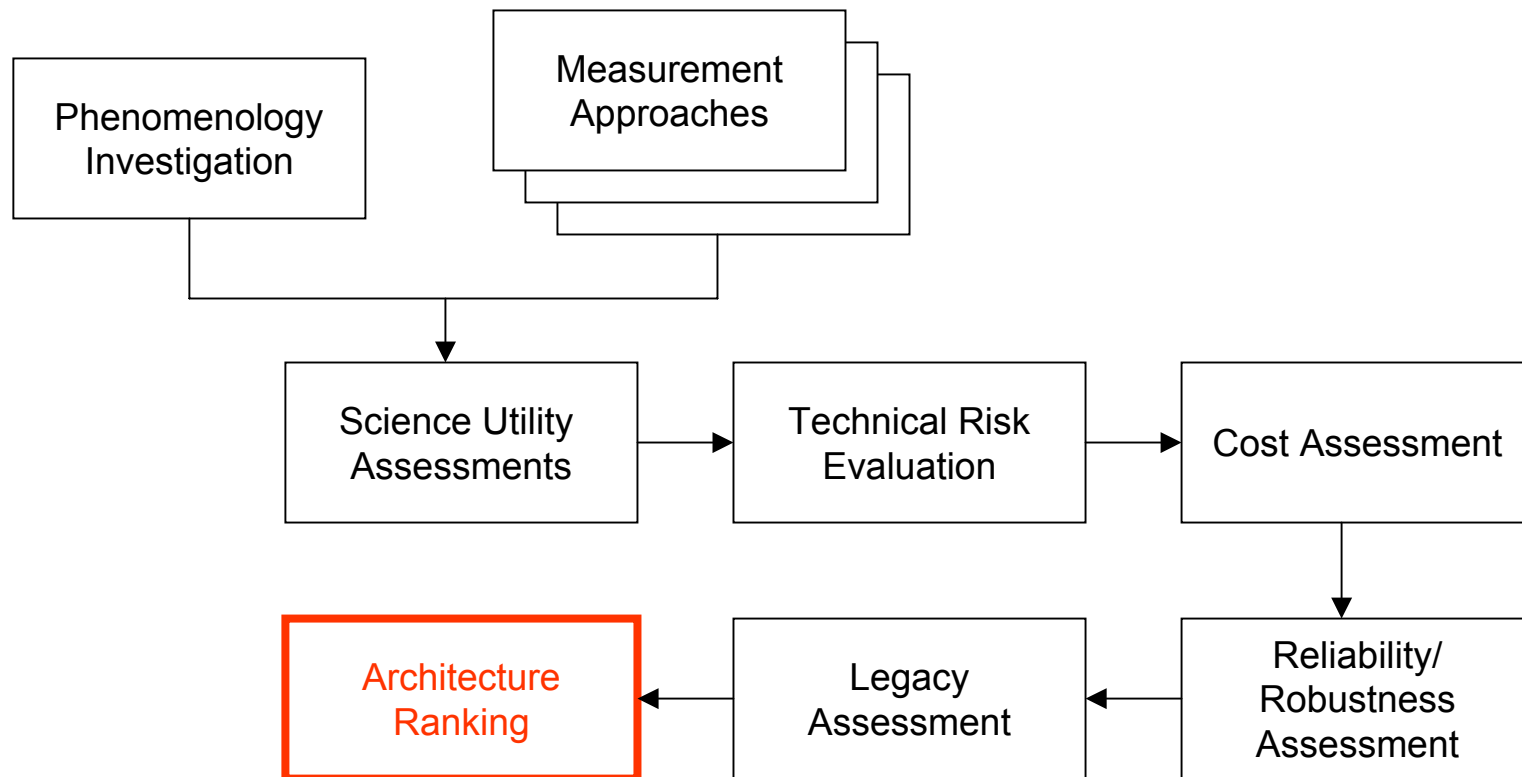 Phenomenology
Investigation
Measurement
Approaches
Science Utility
Assessments
Technical Risk
Evaluation
Cost Assessment
Architecture
Ranking
Legacy
Assessment
Reliability/
Robustness
Assessment